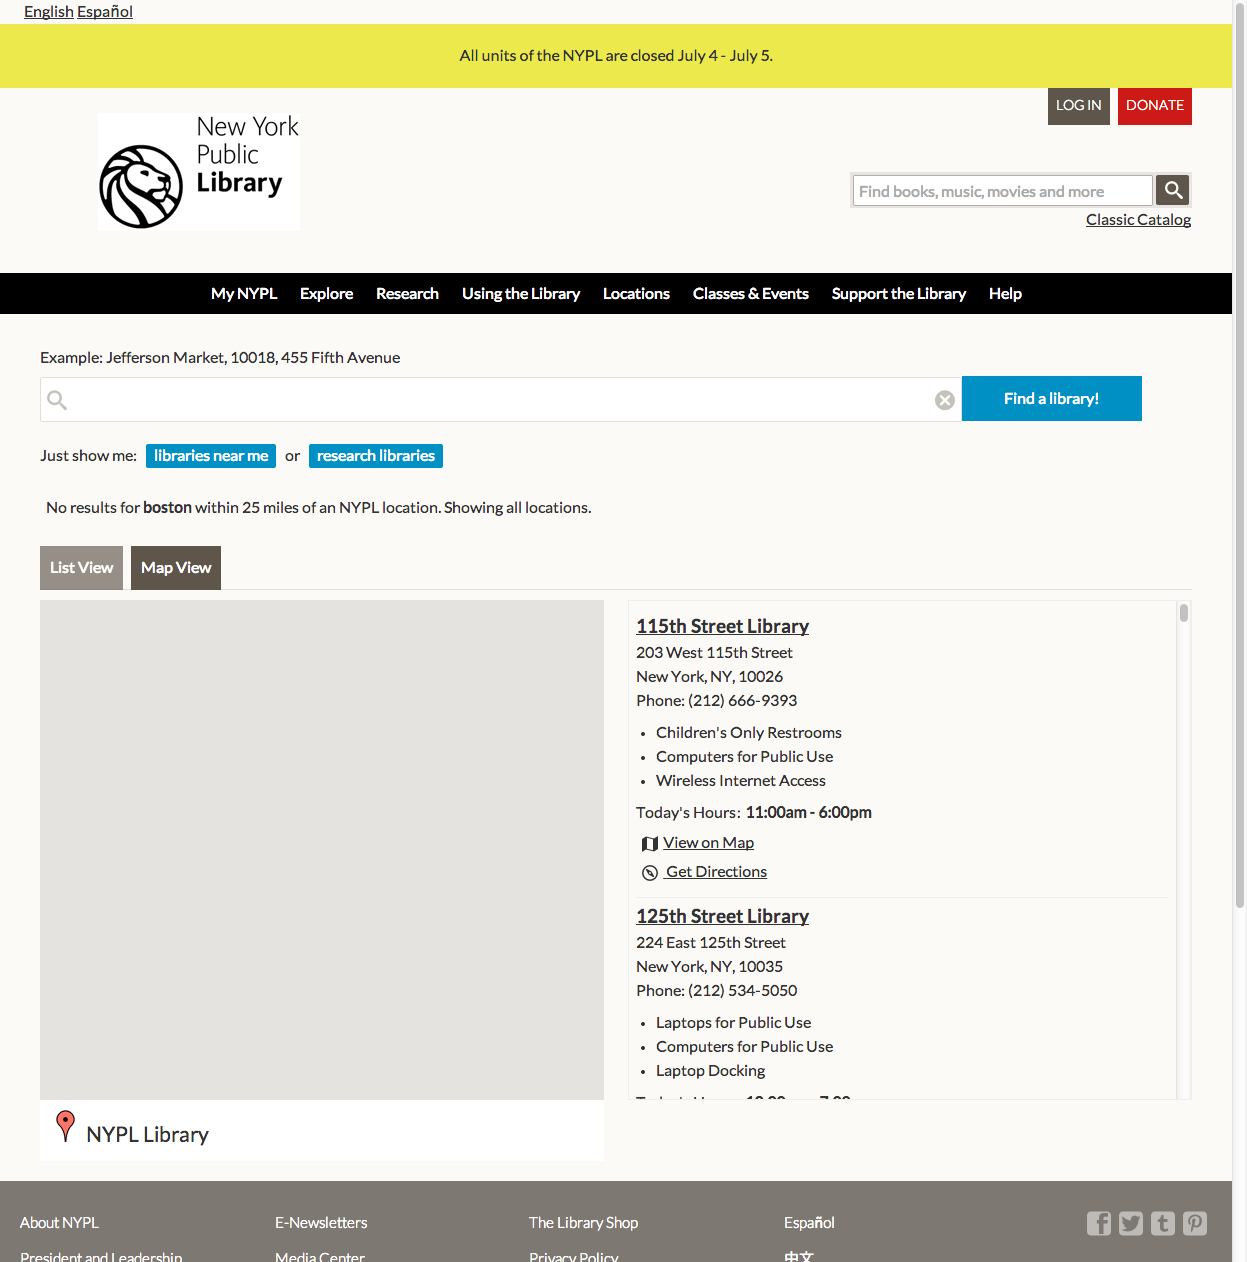 English Español
All units of the NYPL are closed July 4 - July 5.
LOG IN DONATE
New York
Public
Library
Find books, music, movies and more
Classic Catalog
My NYPL Explore Research Using the Library Locations Classes & Events Support the Library Help
Example: Jefferson Market, 10018, 455 Fifth Avenue
Find a library!
Just show me: libraries near me or research libraries
No results for boston within 25 miles of an NYPL location. Showing all locations.
List View Map View
115th Street Library
203 West 115th Street
New York, NY, 10026
Phone: (212) 666-9393
• Children's Only Restrooms
• Computers for Public Use
• Wireless Internet Access
Today's Hours: 11:00am - 6:00pm
View on Map
Get Directions
125th Street Library
224 East 125th Street
New York, NY, 10035
Phone: (212) 534-5050
• Laptops for Public Use
• Computers for Public Use
• Laptop Docking
NYPL Library
About NYPL E-Newsletters The Library Shop Español
President and Leadership Media Center Privacy Policy 中文